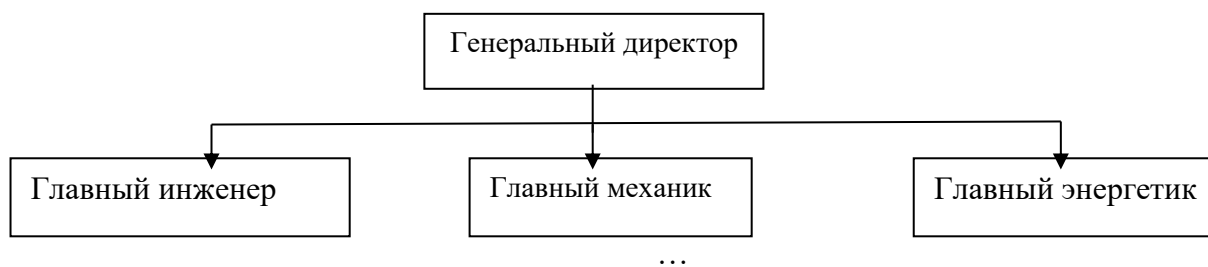 Генеральный директор
Главный инженер
Главный механик
Главный энергетик
…